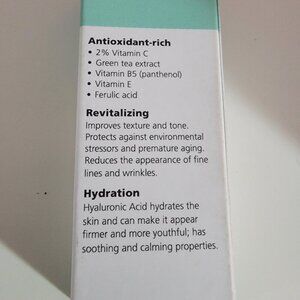 Antioxidant-rich
• 2% Vitamin C
• Green tea extract
• Vitamin B5 (panthenol)
• Vitamin E
• Ferulic acid
Revitalizing
Improves texture and tone.
Protects against environmental
stressors and premature aging.
Reduces the appearance of fine
lines and wrinkles.
Hydration
Hyaluronic Acid hydrates the
skin and can make it appear
firmer and more youthful; has
soothing and calming properties.